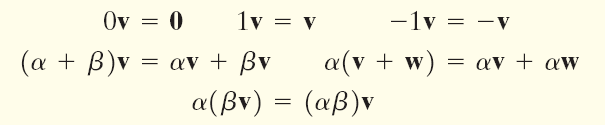 0v = 0 1v = v −1v = −v
(α + β)v = αv + βv α(v + w) = αv + αw
α(βv) = (αβ)v